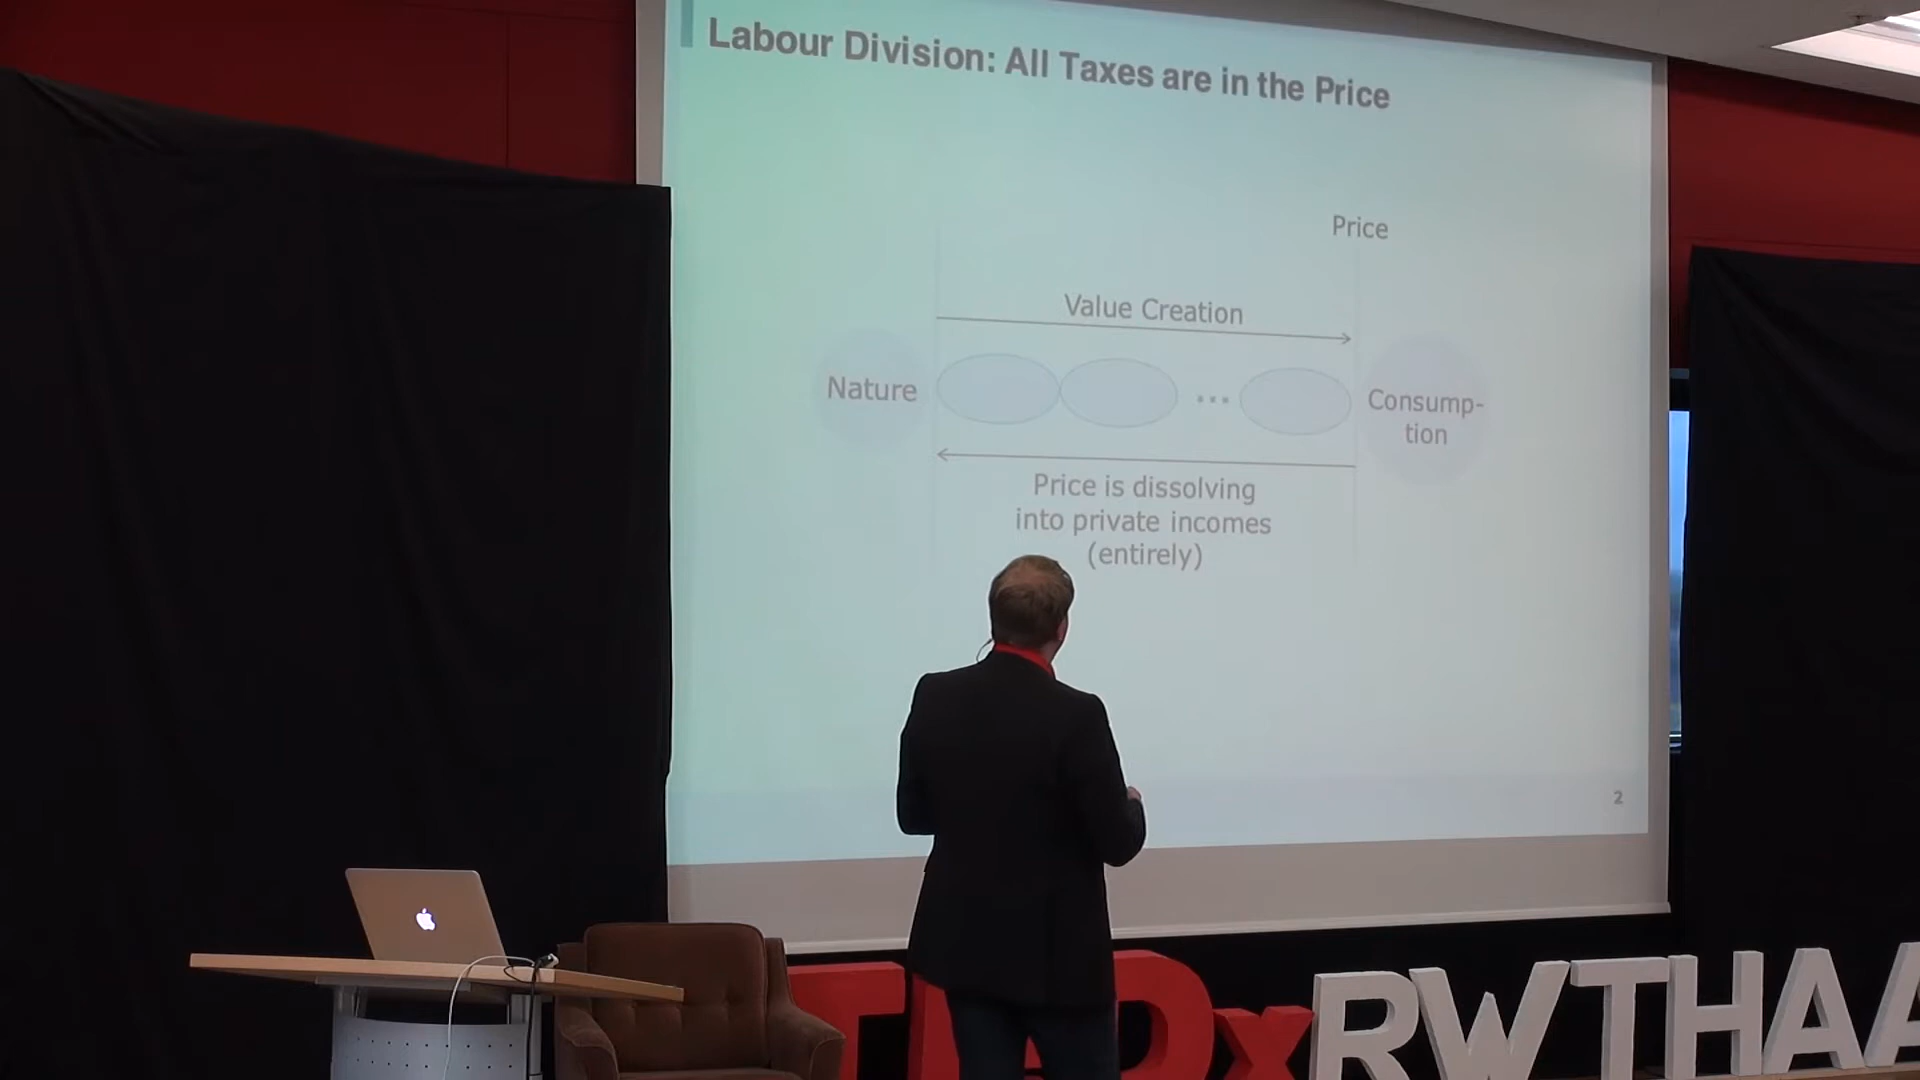 Labour Division: All Taxes are in the Price
Price
Value Creation
Nature
...
Consump-
tion
Price is dissolving
into private incomes
(entirely)
2
TEDx RWTHAA